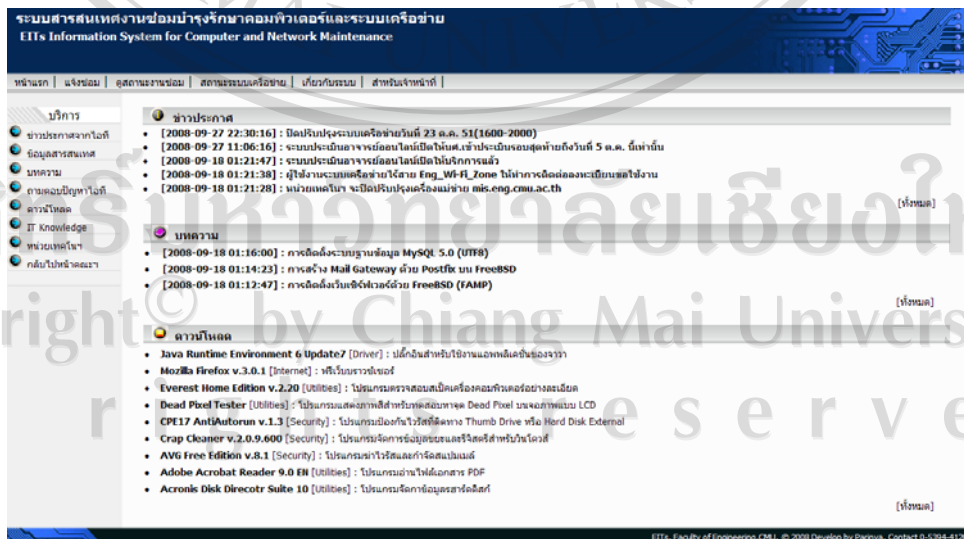 ระบบสารสนเทศงานซ่อมบำรุงรักษาคอมพิวเตอร์และระบบเครือข่าย
EITs Information System for Computer and Network Maintenance
หน้าแรก | แจ้งซ่อม | ดูสถานะงานซ่อม | สถานะระบบเครือข่าย | เกี่ยวกับระบบ | สำหรับเจ้าหน้าที่ |
บริการ
ข่าวประกาศจากไอที
ข้อมูลสารสนเทศ
บทความ
ถามตอบปัญหาไอที
ดาวน์โหลด
IT Knowledge
หน่วยเทคโนฯ
กลับไปหน้าคณะฯ
ข่าวประกาศ
[2008-09-27 22:30:16] : ปิดปรับปรุงระบบเครือข่ายวันที่ 23 ต.ค. 51(1600-2000)
[2008-09-27 11:06:16] : ระบบประเมินอาจารย์ออนไลน์เปิดให้นศ.เข้าประเมินรอบสุดท้ายถึงวันที่ 5 ต.ค. นี้เท่านั้น
[2008-09-18 01:21:47] : ระบบประเมินอาจารย์ออนไลน์เปิดให้บริการแล้ว
[2008-09-18 01:21:38] : ผู้ใช้งานระบบเครือข่ายไร้สาย Eng_Wi-Fi_Zone ให้ทำการติดต่อลงทะเบียนขอใช้งาน
[2008-09-18 01:21:28] : หน่วยเทคโนฯ จะปิดปรับปรุงเครื่องแม่ข่าย mis.eng.cmu.ac.th
[ทั้งหมด]
บทความ
[2008-09-18 01:16:00] : การติดตั้งระบบฐานข้อมูล MySQL 5.0 (UTF8)
[2008-09-18 01:14:23] : การสร้าง Mail Gateway ด้วย Postfix บน FreeBSD
[2008-09-18 01:12:47] : การติดตั้งเว็บเซิร์ฟเวอร์ด้วย FreeBSD (FAMP)
[ทั้งหมด]
ดาวน์โหลด
Java Runtime Environment 6 Update7 [Driver] : ปลั๊กอินสำหรับใช้งานแอพพลิเคชั่นของจาวา
Mozilla Firefox v.3.0.1 [Internet] : ฟรีเว็บบราวซ์เซอร์
Everest Home Edition v.2.20 [Utilities] : โปรแกรมตรวจสอบสเป็คเครื่องคอมพิวเตอร์อย่างละเอียด
Dead Pixel Tester [Utilities] : โปรแกรมแสดงภาพสีสำหรับทดสอบหาจุด Dead Pixel บนจอภาพแบบ LCD
CPE17 AntiAutorun v.1.3 [Security] : โปรแกรมป้องกันไวรัสที่ติดทาง Thumb Drive หรือ Hard Disk External
Crap Cleaner v.2.0.9.600 [Security] : โปรแกรมจัดการข้อมูลขยะและรีจิสตรีสำหรับวินโดวส์
AVG Free Edition v.8.1 [Security] : โปรแกรมฆ่าไวรัสและกำจัดสแปมเมล์
Adobe Acrobat Reader 9.0 EN [Utilities] : โปรแกรมอ่านไฟล์เอกสาร PDF
Acronis Disk Direcotr Suite 10 [Utilities] : โปรแกรมจัดการข้อมูลฮาร์ดดิสก์
[ทั้งหมด]
EITs, Faculty of Engineering,CMU. © 2008 Develop by Parinya. Contact 0-5394-412
right© by Chiang Mai Univers
rights reserve